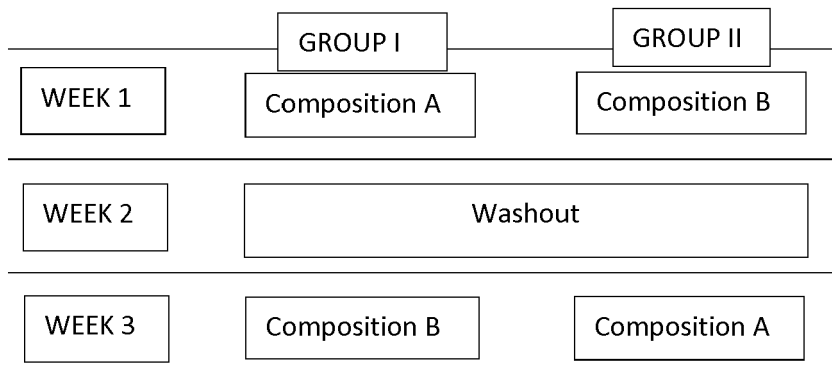 GROUP I
GROUP II
WEEK 1
Composition A
Composition B
WEEK 2
Washout
WEEK 3
Composition B
Composition A